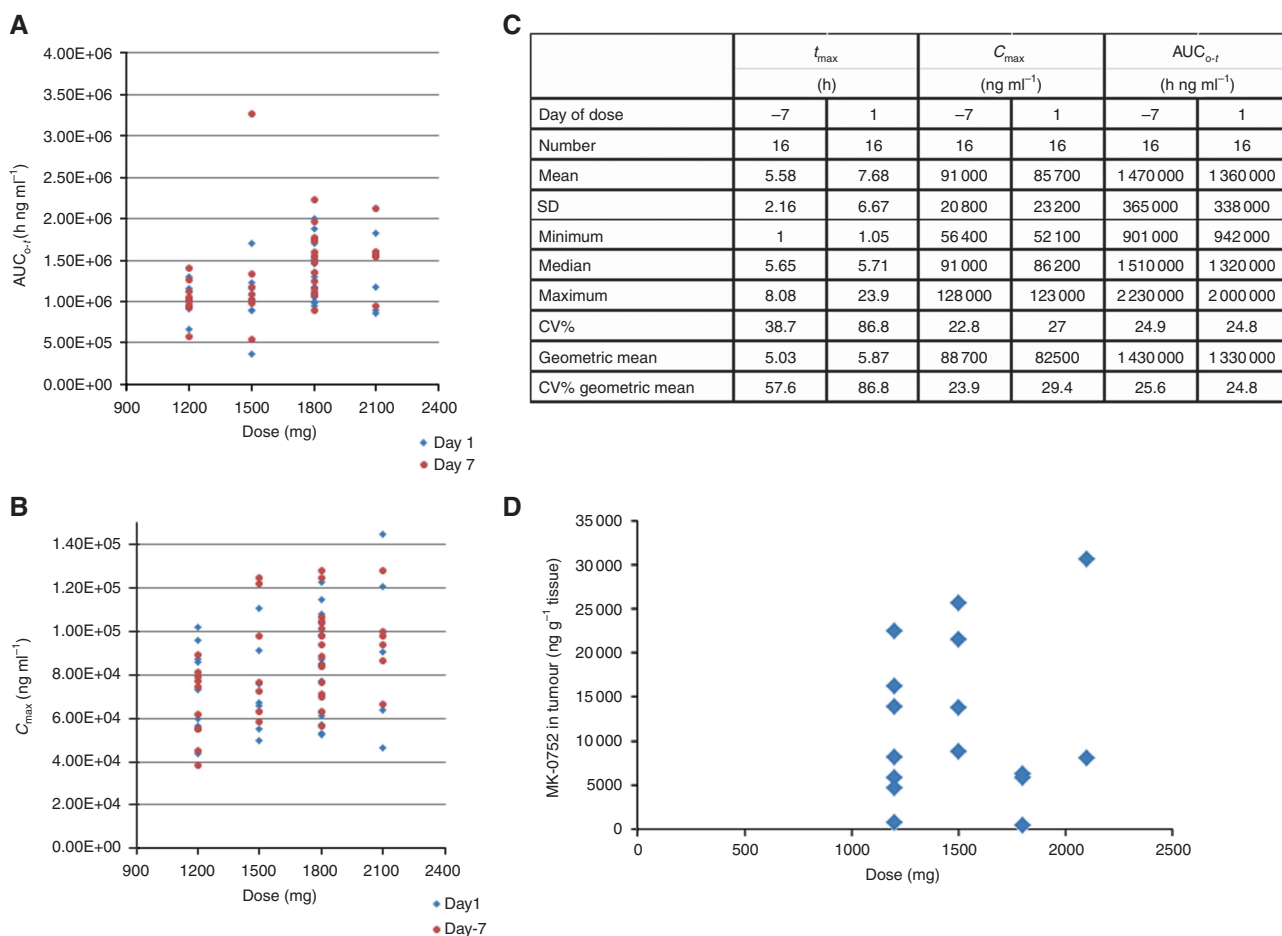 A
4.00E+06
3.50E+06
3.00E+06
2.50E+06
2.00E+06
1.50E+06
1.00E+06
5.00E+05
0.00E+00
AUCo-t (h ng ml−1)
900 1200 1500 1800 2100 2400
Dose (mg)
Day 1
Day 7
B
1.40E+05
1.20E+05
1.00E+05
8.00E+04
6.00E+04
4.00E+04
2.00E+04
0.00E+00
Cmax (ng ml−1)
900 1200 1500 1800 2100 2400
Dose (mg)
Day1
Day-7
C
tmax Cmax AUCo-t
(h) (ng ml−1) (h ng ml−1)
Day of dose −7 1 −7 1 −7 1
Number 16 16 16 16 16 16
Mean 5.58 7.68 91 000 85 700 1 470 000 1 360 000
SD 2.16 6.67 20 800 23 200 365 000 338 000
Minimum 1 1.05 56 400 52 100 901 000 942 000
Median 5.65 5.71 91 000 86 200 1 510 000 1 320 000
Maximum 8.08 23.9 128 000 123 000 2 230 000 2 000 000
CV% 38.7 86.8 22.8 27 24.9 24.8
Geometric mean 5.03 5.87 88 700 82500 1 430 000 1 330 000
CV% geometric mean 57.6 86.8 23.9 29.4 25.6 24.8
D
35 000
30 000
25 000
20 000
15 000
10 000
5000
0
MK-0752 in tumour (ng g−1 tissue)
0 500 1000 1500 2000 2500
Dose (mg)